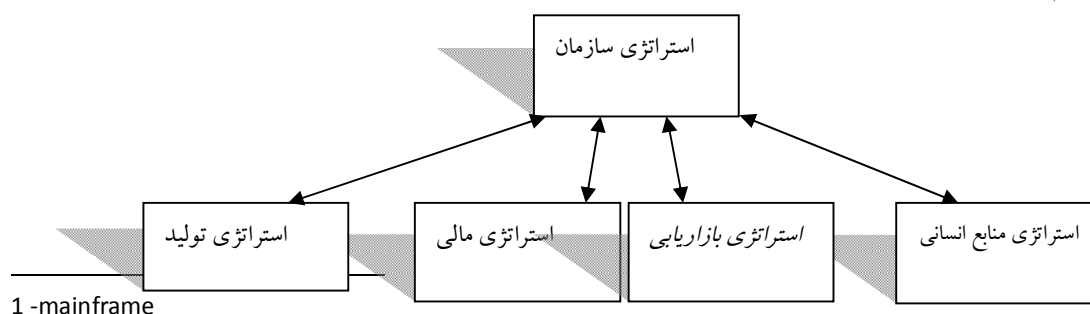 استراتژی سازمان
استراتژی منابع انسانی
استراتژی بازاریابی
استراتژی مالی
استراتژی تولید
1 -mainframe